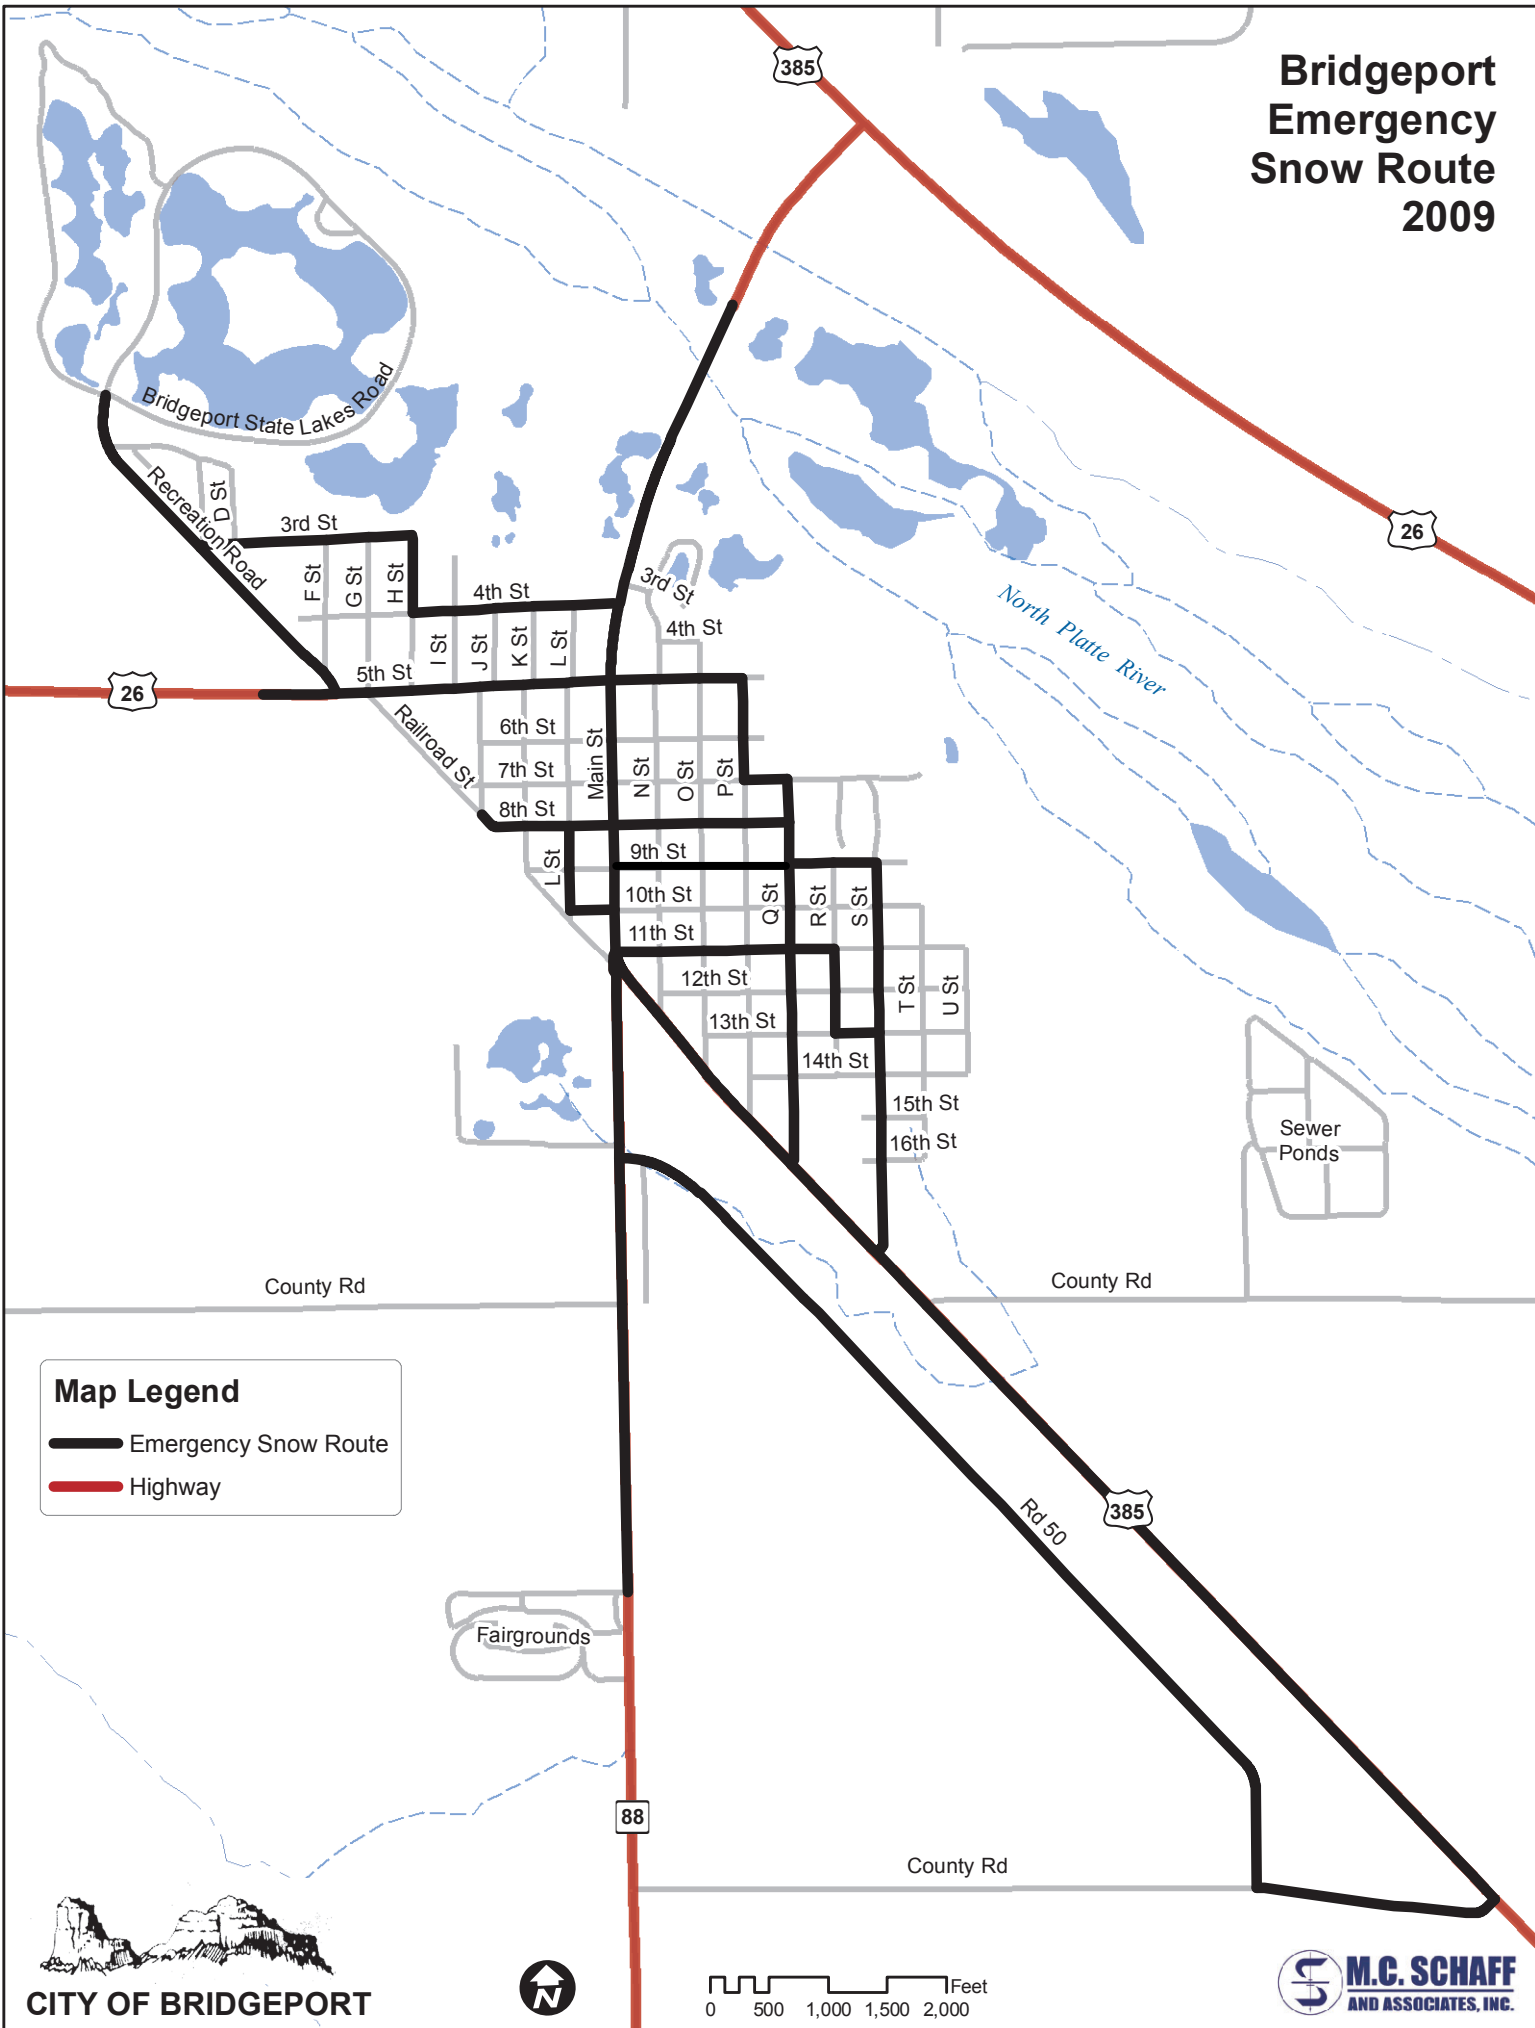 Bridgeport
Emergency
Snow Route
2009
385
26
Bridgeport State Lakes Road
Recreation Road
D St
3rd St
F St
G St
H St
4th St
3rd St
4th St
I St
J St
K St
L St
5th St
26
North Platte River
Railroad St
6th St
7th St
8th St
Main St
N St
O St
P St
9th St
L St
10th St
11th St
Q St
R St
S St
12th St
T St
U St
13th St
14th St
15th St
16th St
Sewer
Ponds
County Rd
County Rd
Map Legend
Emergency Snow Route
Highway
385
Rd 50
Fairgrounds
88
County Rd
CITY OF BRIDGEPORT
N
Feet
0 500 1,000 1,500 2,000
M.C. SCHAFF
AND ASSOCIATES, INC.